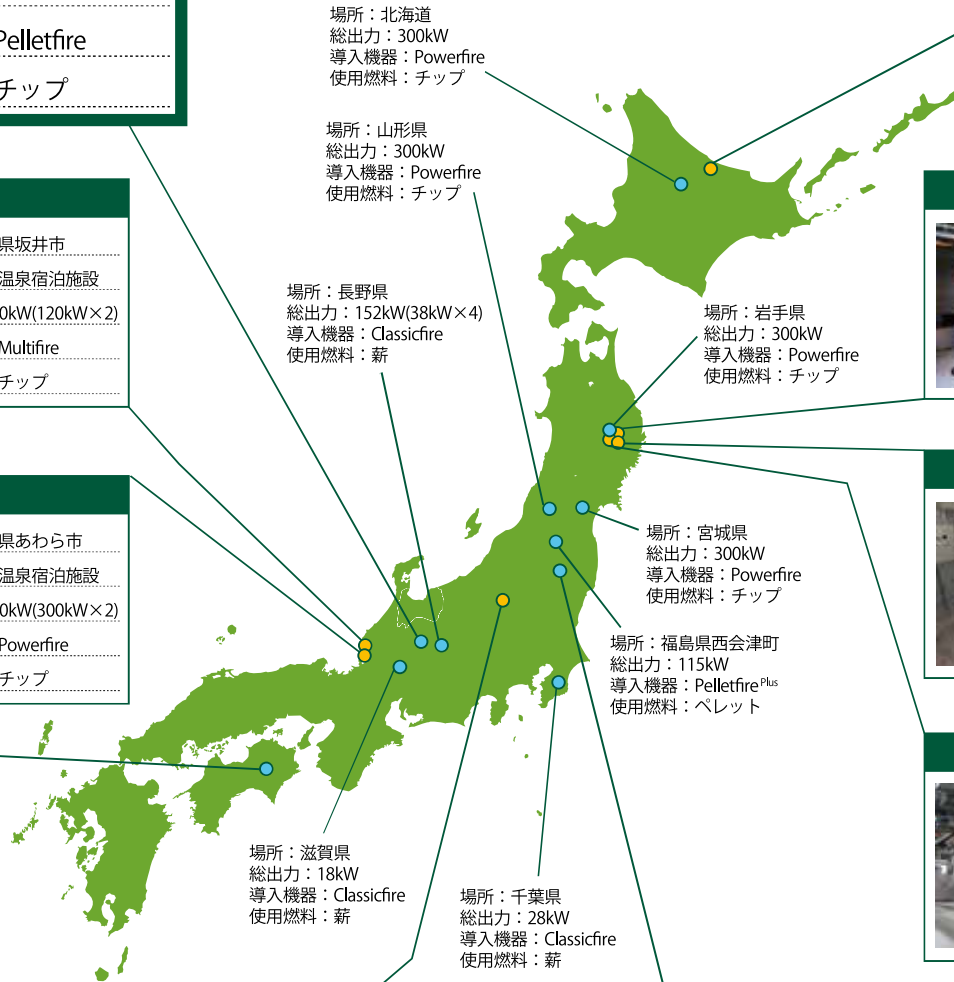 Pelletfire
チップ
場所：北海道
総出力：300kW
導入機器：Powerfire
使用燃料：チップ
場所：山形県
総出力：300kW
導入機器：Powerfire
使用燃料：チップ
県坂井市
温泉宿泊施設
0kW(120kW×2)
Multifire
チップ
場所：長野県
総出力：152kW(38kW×4)
導入機器：Classicfire
使用燃料：薪
場所：岩手県
総出力：300kW
導入機器：Powerfire
使用燃料：チップ
県あわら市
温泉宿泊施設
0kW(300kW×2)
Powerfire
チップ
場所：宮城県
総出力：300kW
導入機器：Powerfire
使用燃料：チップ
場所：福島県西会津町
総出力：115kW
導入機器：Pelletfire Plus
使用燃料：ペレット
場所：滋賀県
総出力：18kW
導入機器：Classicfire
使用燃料：薪
場所：千葉県
総出力：28kW
導入機器：Classicfire
使用燃料：薪